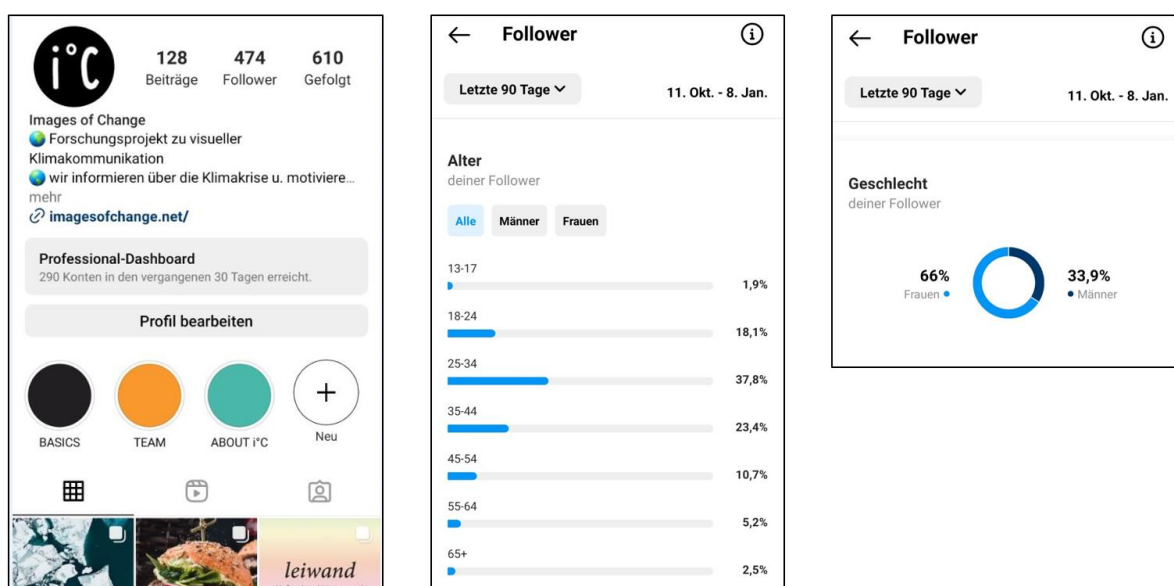 i°C
128 474 610
Beiträge Follower Gefolgt
Images of Change
Forschungsprojekt zu visueller
Klimakommunikation
wir informieren über die Klimakrise u. motiviere...
mehr
imagesofchange.net/
Professional-Dashboard
290 Konten in den vergangenen 30 Tagen erreicht.
Profil bearbeiten
BASICS TEAM ABOUT i°C Neu
leiwand
Follower
Letzte 90 Tage 11. Okt. - 8. Jan.
Alter
deiner Follower
Alle Männer Frauen
13-17
1,9%
18-24
18,1%
25-34
37,8%
35-44
23,4%
45-54
10,7%
55-64
5,2%
65+
2,5%
Follower
Letzte 90 Tage 11. Okt. - 8. Jan.
Geschlecht
deiner Follower
66% 33,9%
Frauen Männer